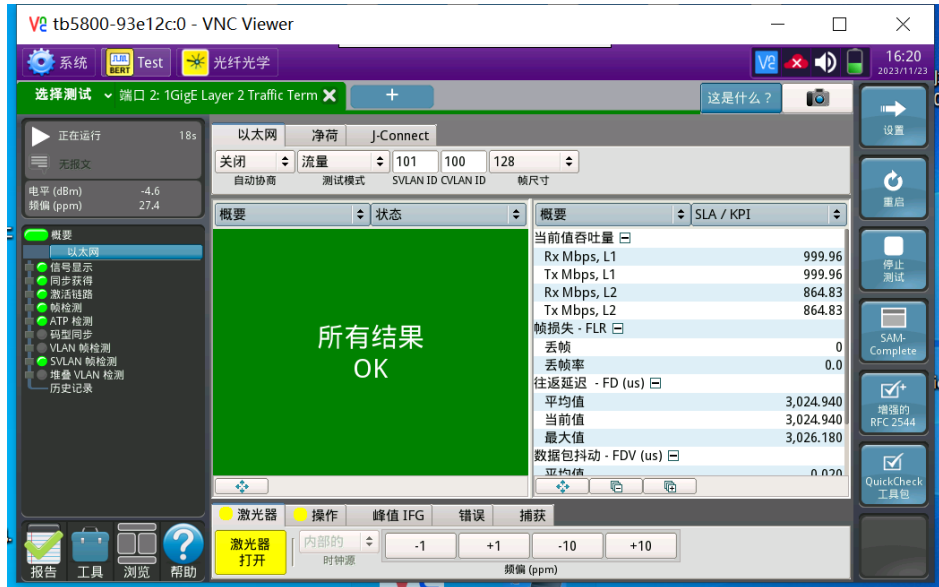 tb5800-93e12c:0 - VNC Viewer
系统
BERT
Test
光纤光学
16:20
2023/11/23
选择测试
端口 2: 1GigE Layer 2 Traffic Term
这是什么？
正在运行 18s
无报文
电平 (dBm) -4.6
频偏 (ppm) 27.4
概要
以太网
信号显示
同步获得
激活链路
帧检测
ATP 检测
码型同步
VLAN 帧检测
SVLAN 帧检测
堆叠 VLAN 检测
历史记录
以太网 净荷 J-Connect
关闭 流量 101 100 128
自动协商 测试模式 SVLAN ID CVLAN ID 帧尺寸
概要 状态
所有结果
OK
概要 SLA / KPI
当前值吞吐量
Rx Mbps, L1 999.96
Tx Mbps, L1 999.96
Rx Mbps, L2 864.83
Tx Mbps, L2 864.83
帧损失 - FLR
丢帧 0
丢帧率 0.0
往返延迟 - FD (us)
平均值 3,024.940
当前值 3,024.940
最大值 3,026.180
数据包抖动 - FDV (us)
平均值 0.020
激光器 操作 峰值 IFG 错误 捕获
激光器
打开
内部的
时钟源
-1 +1 -10 +10
频偏 (ppm)
设置
重启
停止
测试
SAM-
Complete
增强的
RFC 2544
QuickCheck
工具包
报告 工具 浏览 帮助